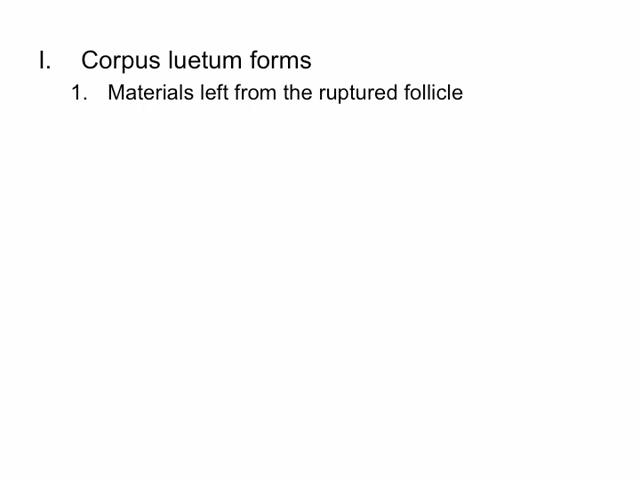 I. Corpus luetum forms
1. Materials left from the ruptured follicle